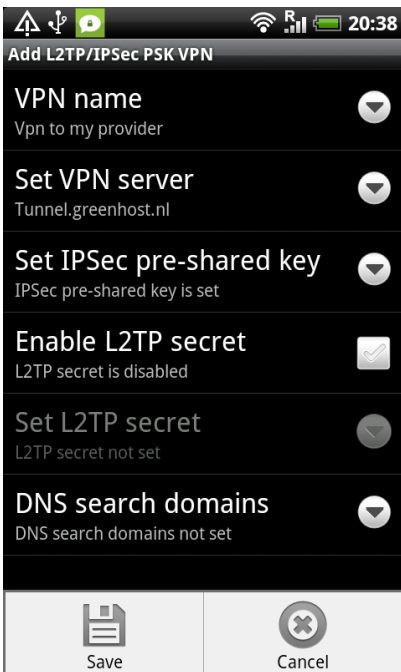 R 20:38
Add L2TP/IPSec PSK VPN
VPN name
Vpn to my provider
Set VPN server
Tunnel.greenhost.nl
Set IPSec pre-shared key
IPSec pre-shared key is set
Enable L2TP secret
L2TP secret is disabled
Set L2TP secret
L2TP secret not set
DNS search domains
DNS search domains not set
Save
Cancel